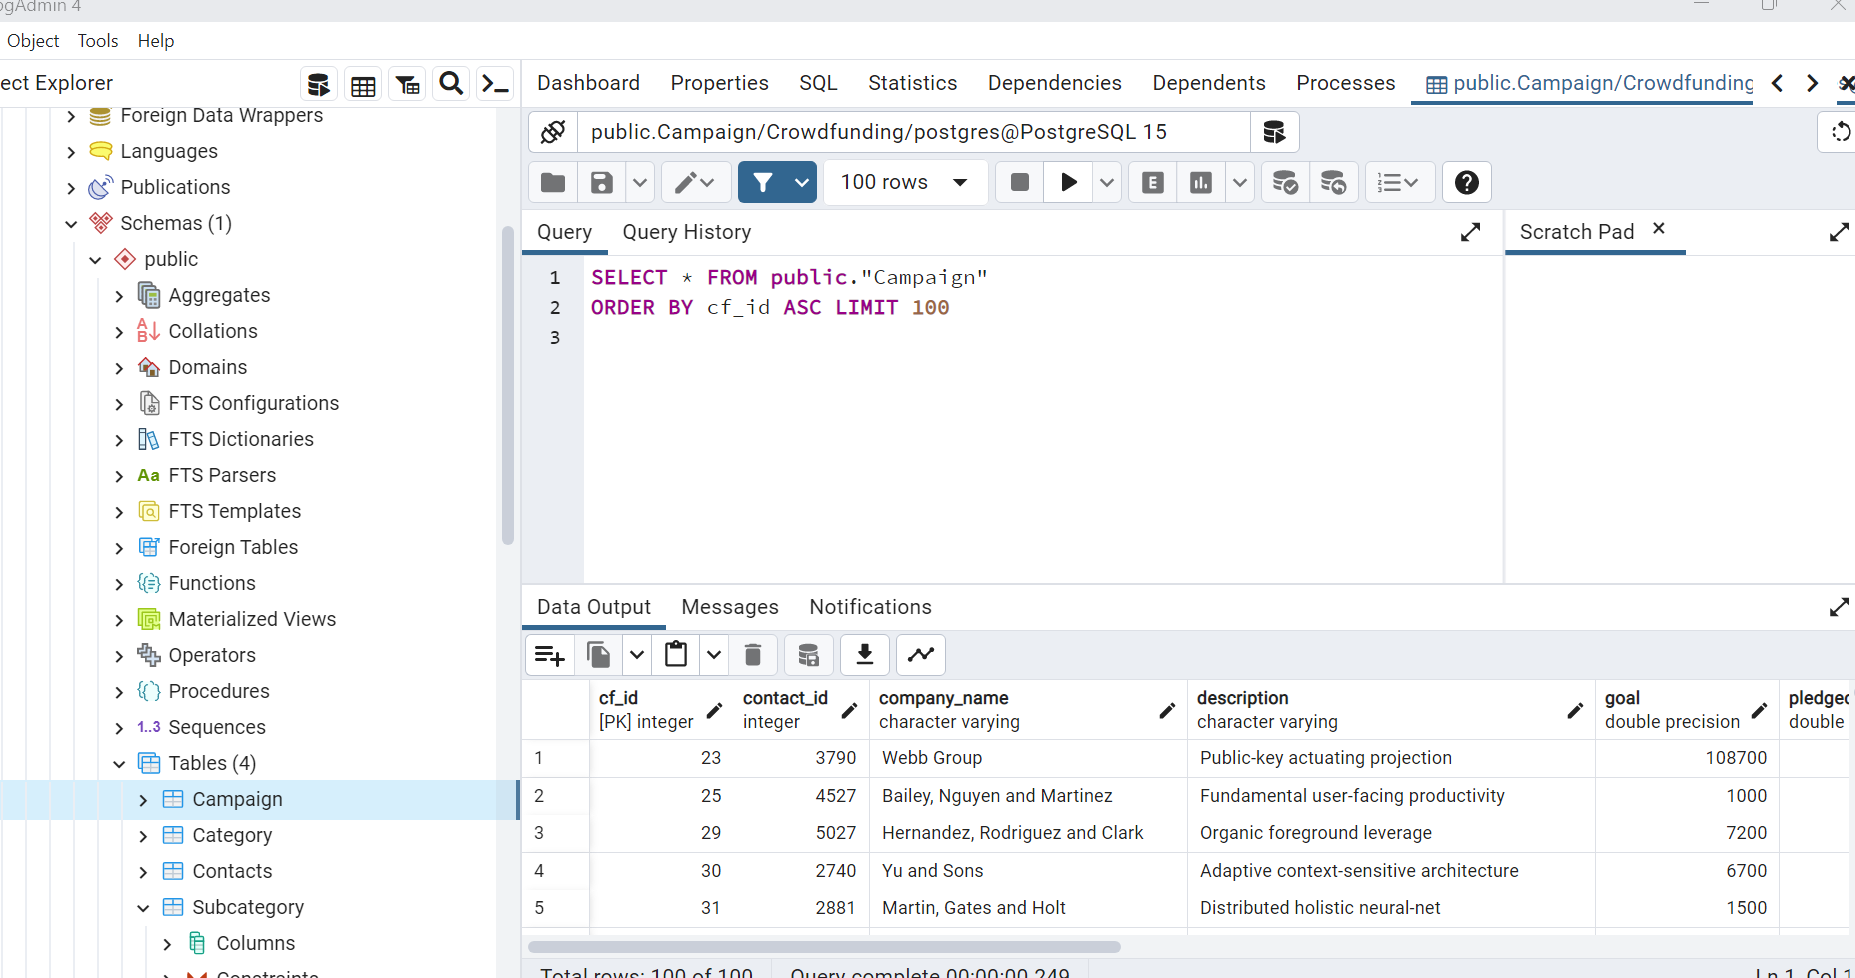 ogAdmin 4
Object Tools Help
ect Explorer
Foreign Data Wrappers
Languages
Publications
Schemas (1)
public
Aggregates
Collations
Domains
FTS Configurations
FTS Dictionaries
Aa FTS Parsers
FTS Templates
Foreign Tables
Functions
Materialized Views
Operators
Procedures
1..3 Sequences
Tables (4)
Campaign
Category
Contacts
Subcategory
Columns
Constraints
Dashboard Properties SQL Statistics Dependencies Dependents Processes public.Campaign/Crowdfunding
public.Campaign/Crowdfunding/postgres@PostgreSQL 15
100 rows E
Query Query History Scratch Pad
1 SELECT * FROM public."Campaign"
2 ORDER BY cf_id ASC LIMIT 100
3
Data Output Messages Notifications
cf_id contact_id company_name description goal pledged
[PK] integer integer character varying character varying double precision double
1 23 3790 Webb Group Public-key actuating projection 108700
2 25 4527 Bailey, Nguyen and Martinez Fundamental user-facing productivity 1000
3 29 5027 Hernandez, Rodriguez and Clark Organic foreground leverage 7200
4 30 2740 Yu and Sons Adaptive context-sensitive architecture 6700
5 31 2881 Martin, Gates and Holt Distributed holistic neural-net 1500
Total rows: 100 of 100 Query complete 00:00:00.249 Ln 1, Col 1